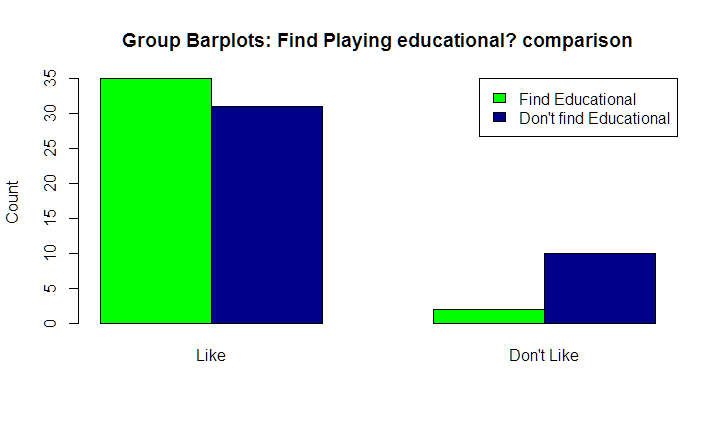 Group Barplots: Find Playing educational? comparison
Find Educational
Don't find Educational
Count
35
30
25
20
15
10
5
0
Like
Don't Like